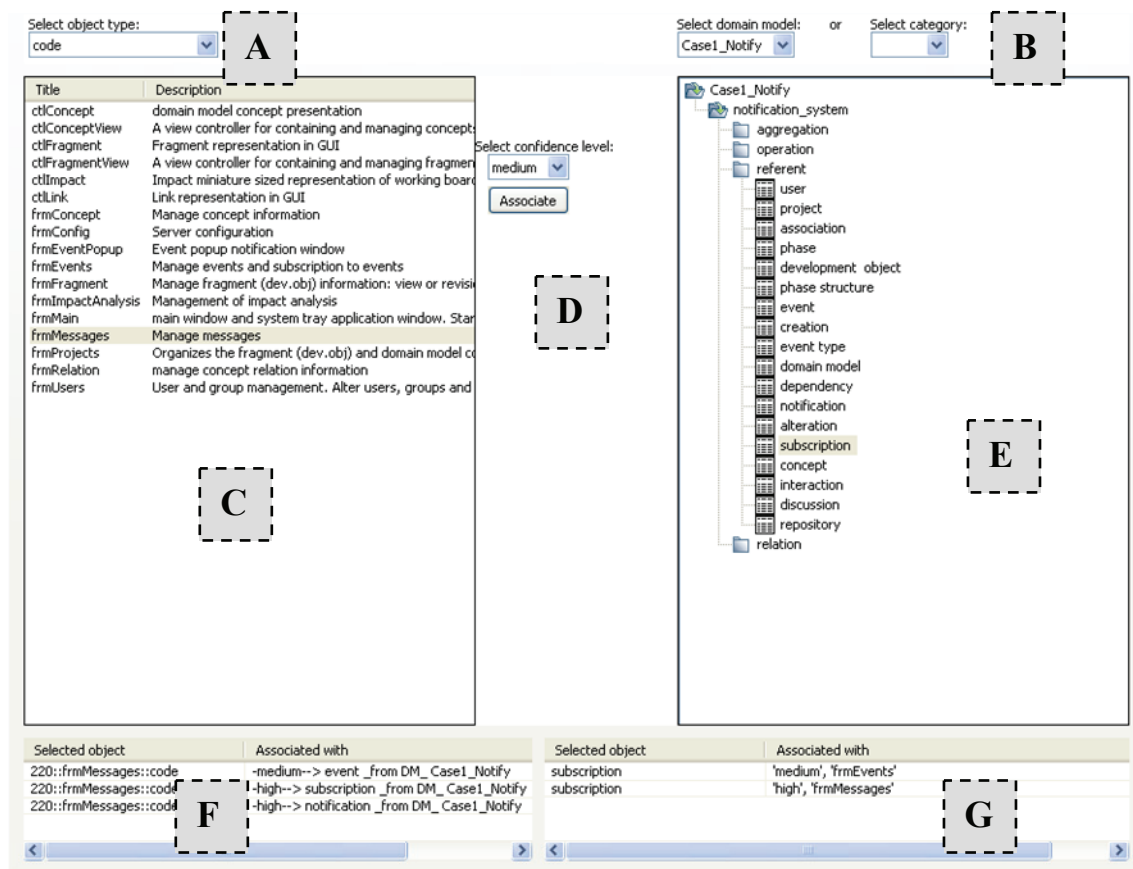 Select object type:
code
A
Select domain model: or Select category:
Case1_Notify
B
Title Description
ctlConcept domain model concept presentation
ctlConceptView A view controller for containing and managing concept
ctlFragment Fragment representation in GUI
ctlFragmentView A view controller for containing and managing fragmen
ctlImpact Impact miniature sized representation of working board
ctlLink Link representation in GUI
frmConcept Manage concept information
frmConfig Server configuration
frmEventPopup Event popup notification window
frmEvents Manage events and subscription to events
frmFragment Manage fragment (dev.obj) information: view or revisi
frmImpactAnalysis Management of impact analysis
frmMain main window and system tray application window. Star
frmMessages Manage messages
frmProjects Organizes the fragment (dev.obj) and domain model co
frmRelation manage concept relation information
frmUsers User and group management. Alter users, groups and
C
Select confidence level:
medium
Associate
D
Case1_Notify
notification_system
aggregation
operation
referent
user
project
association
phase
development object
phase structure
event
creation
event type
domain model
dependency
notification
alteration
subscription
concept
interaction
discussion
repository
relation
E
Selected object Associated with
220::frmMessages::code -medium--> event _from DM_ Case1_Notify
220::frmMessages::code -high--> subscription _from DM_ Case1_Notify
220::frmMessages::code -high--> notification _from DM_ Case1_Notify
F
Selected object Associated with
subscription 'medium', 'frmEvents'
subscription 'high', 'frmMessages'
G